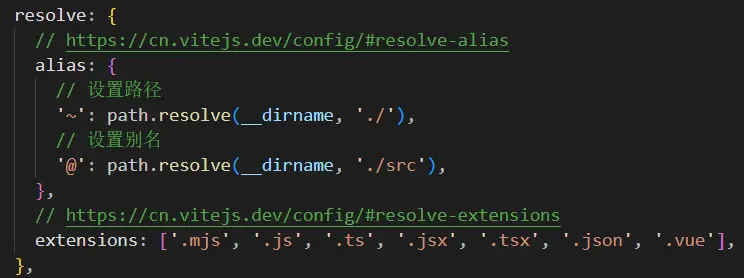 resolve: {
// https://cn.vitejs.dev/config/#resolve-alias
alias: {
// 设置路径
'~': path.resolve(__dirname, './'),
// 设置别名
'@': path.resolve(__dirname, './src'),
},
// https://cn.vitejs.dev/config/#resolve-extensions
extensions: ['.mjs', '.js', '.ts', '.jsx', '.tsx', '.json', '.vue'],
},